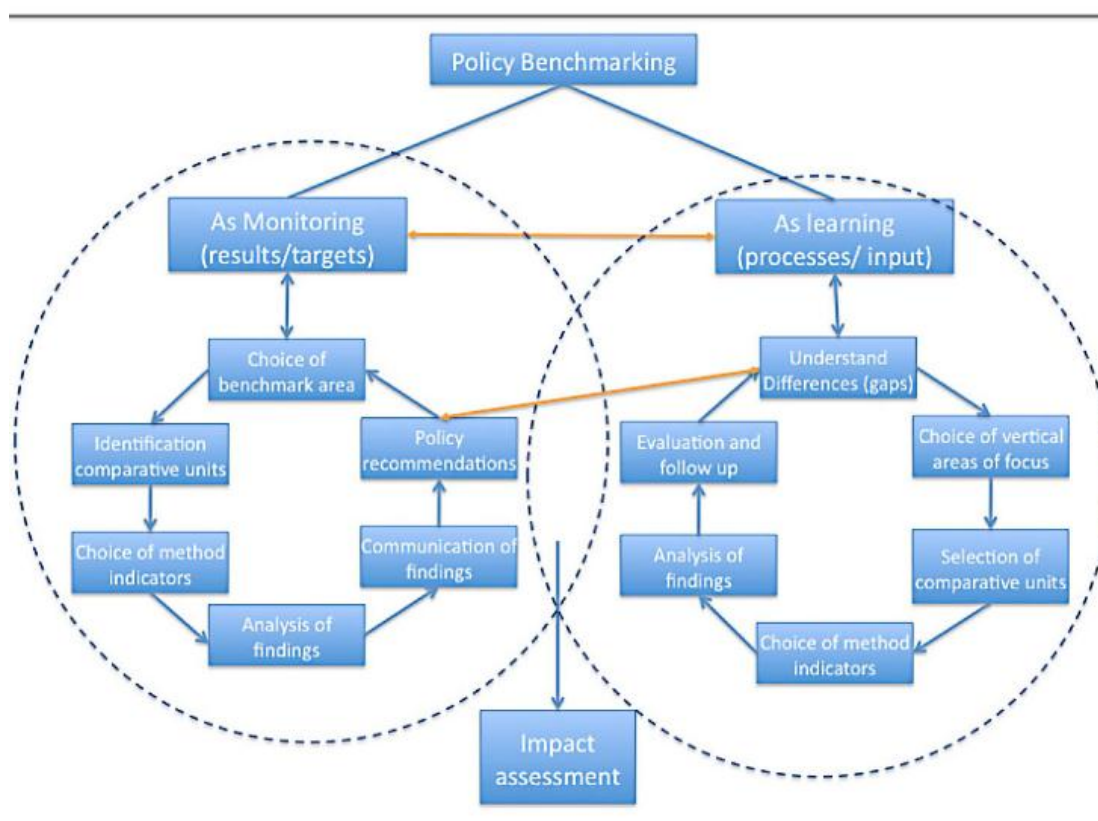 Policy Benchmarking
As Monitoring
(results/targets)
As learning
(processes/ input)
Choice of
benchmark area
Identification
comparative units
Choice of method
indicators
Analysis of
findings
Communication of
findings
Policy
recommendations
Understand
Differences (gaps)
Choice of vertical
areas of focus
Selection of
comparative units
Choice of method
indicators
Analysis of
findings
Evaluation and
follow up
Impact
assessment